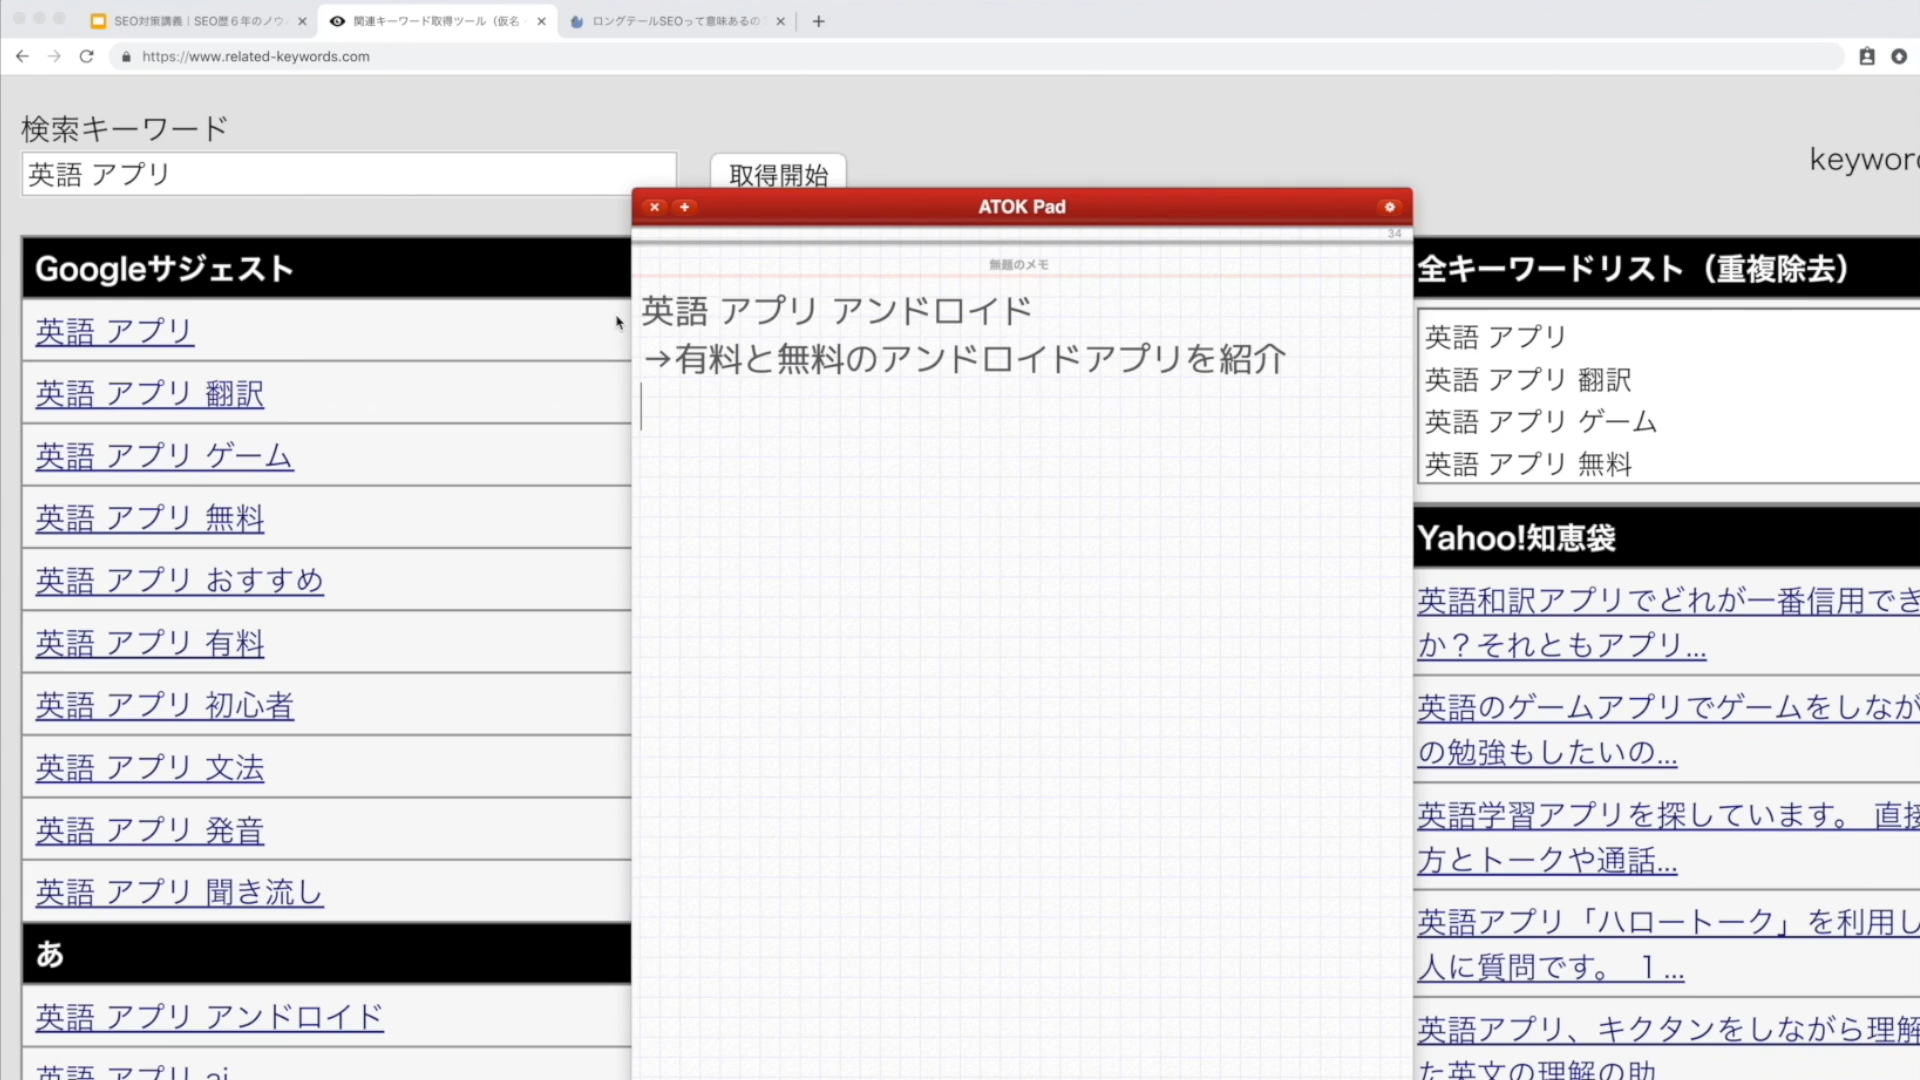 SEO対策講義｜SEO歴６年のノウ
関連キーワード取得ツール（仮名
ロングテールSEOって意味あるの
https://www.related-keywords.com
検索キーワード
英語 アプリ
取得開始
keyword
Googleサジェスト
英語 アプリ
英語 アプリ 翻訳
英語 アプリ ゲーム
英語 アプリ 無料
英語 アプリ おすすめ
英語 アプリ 有料
英語 アプリ 初心者
英語 アプリ 文法
英語 アプリ 発音
英語 アプリ 聞き流し
あ
英語 アプリ アンドロイド
英語 アプリ ai
ATOK Pad
34
無題のメモ
英語 アプリ アンドロイド
→有料と無料のアンドロイドアプリを紹介
全キーワードリスト（重複除去）
英語 アプリ
英語 アプリ 翻訳
英語 アプリ ゲーム
英語 アプリ 無料
Yahoo!知恵袋
英語和訳アプリでどれが一番信用でき
か？それともアプリ...
英語のゲームアプリでゲームをしなが
の勉強もしたいの...
英語学習アプリを探しています。 直接
方とトークや通話...
英語アプリ「ハロートーク」を利用し
人に質問です。 １...
英語アプリ、キクタンをしながら理解
た英文の理解の助